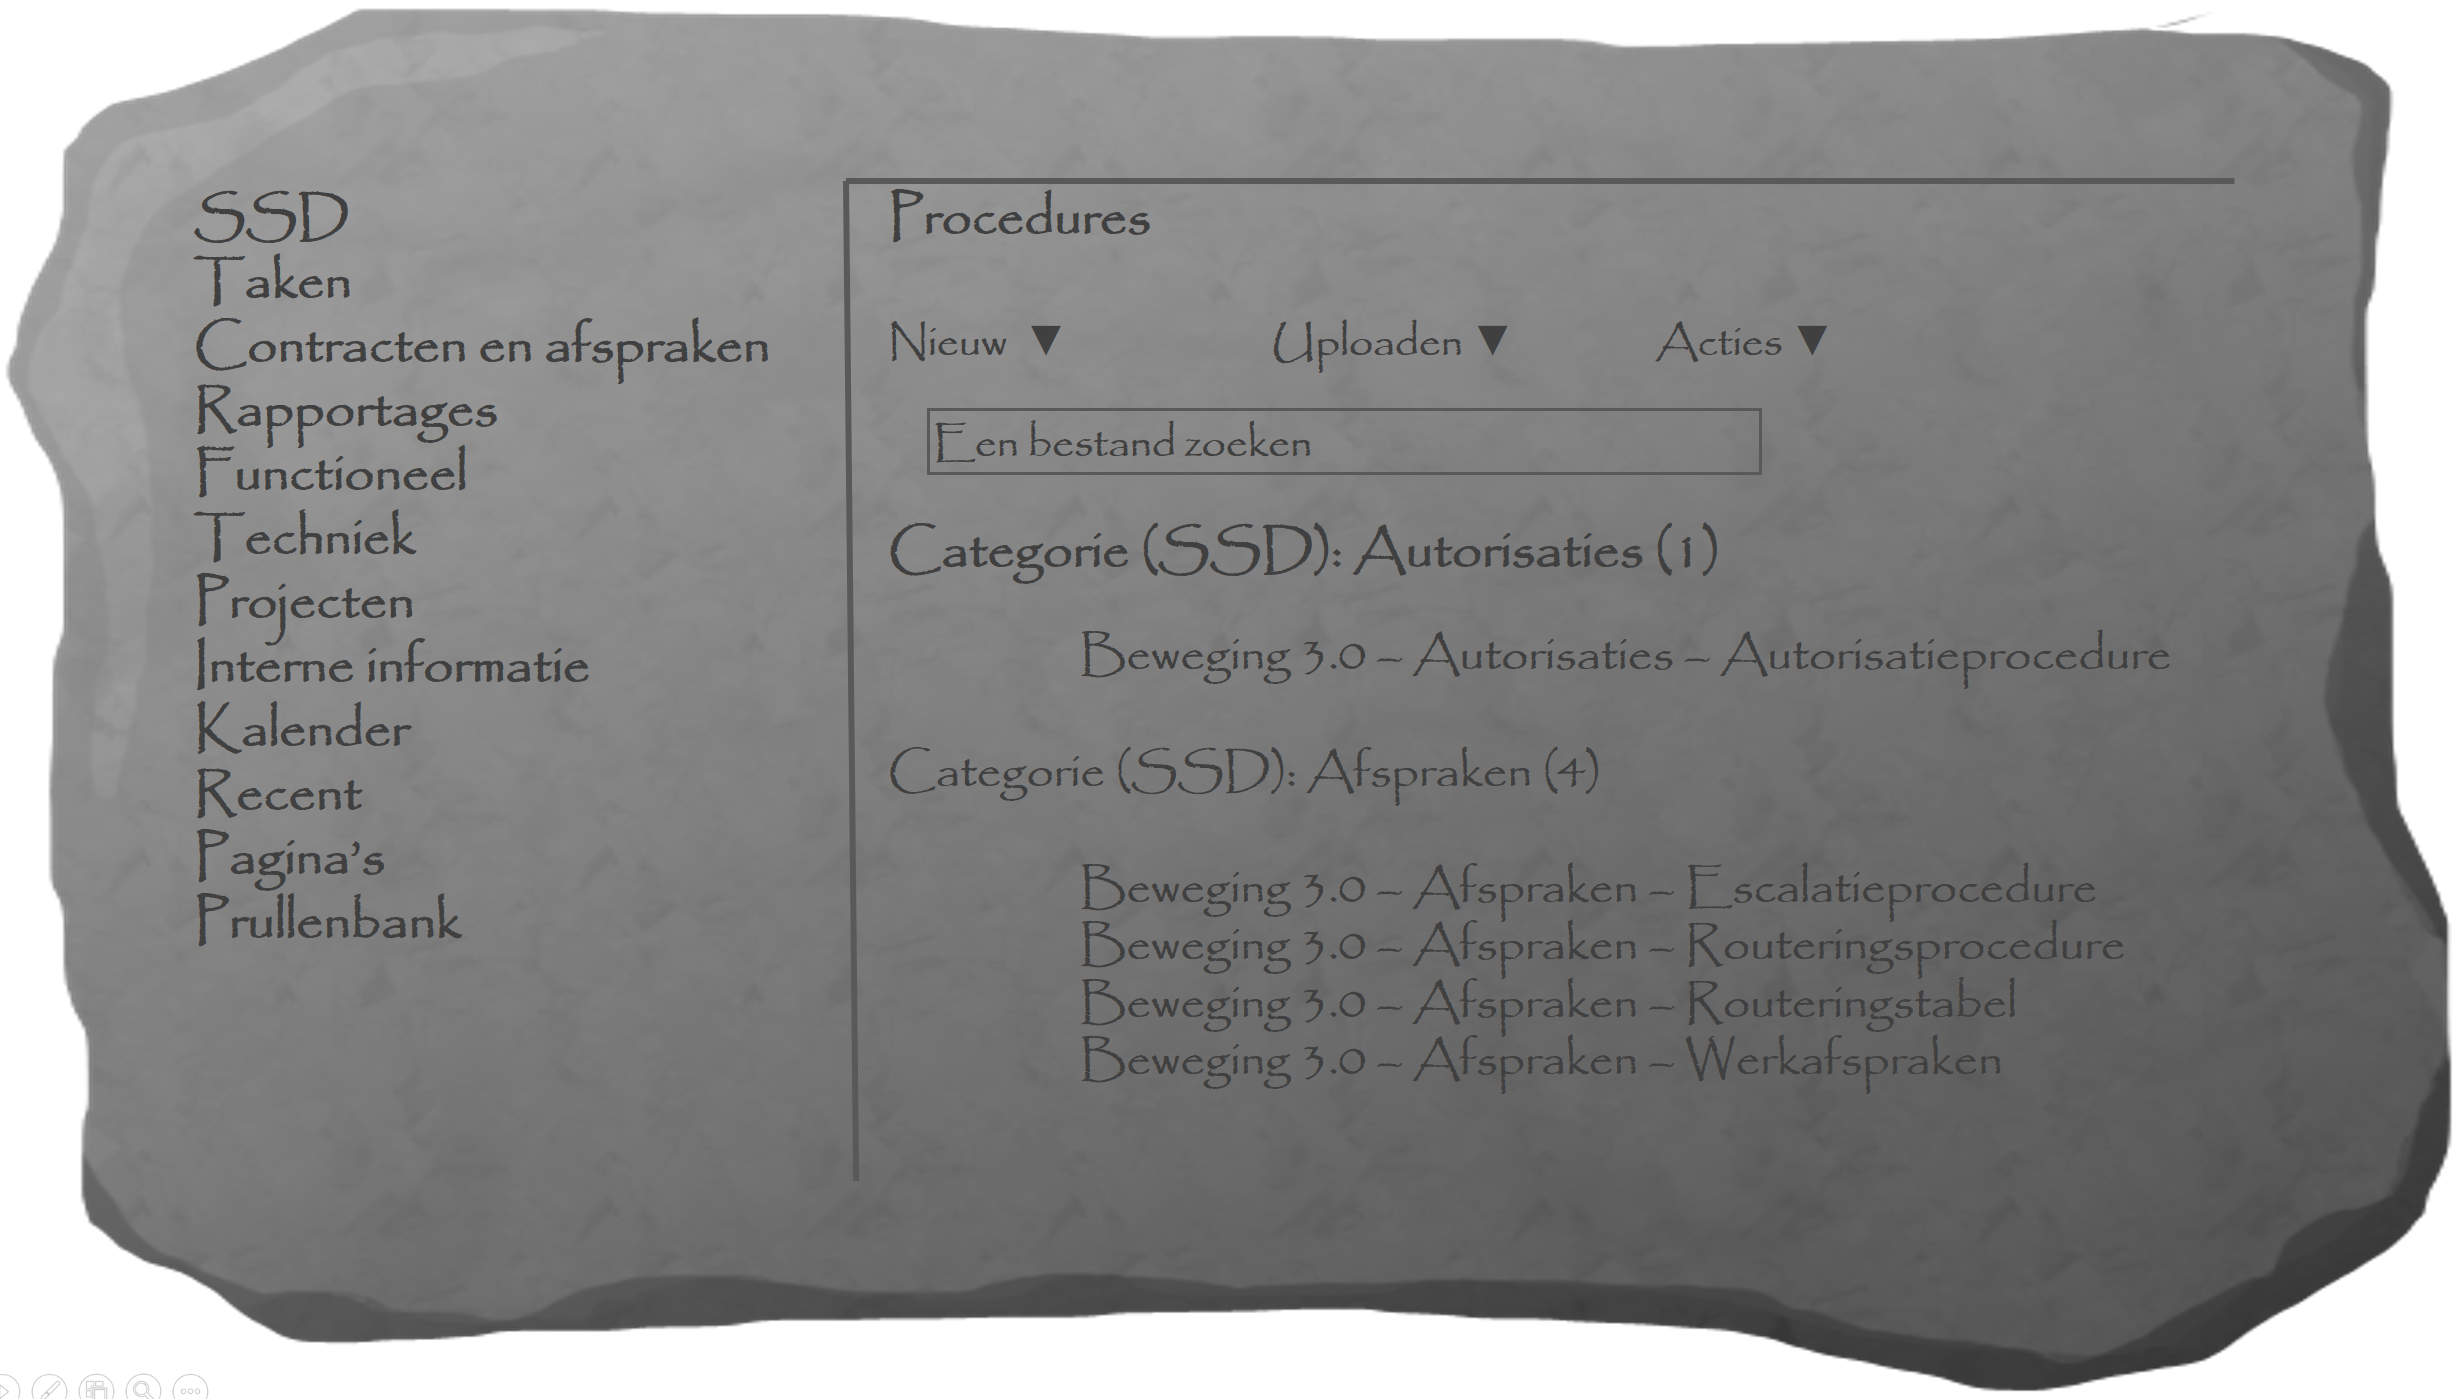 SSD
Taken
Contracten en afspraken
Rapportages
Functioneel
Techniek
Projecten
Interne informatie
Kalender
Recent
Pagina's
Prullenbank
Procedures
Nieuw ▼ Uploaden ▼ Acties ▼
Een bestand zoeken
Categorie (SSD): Autorisaties (1)
Beweging 3.0 – Autorisaties – Autorisatieprocedure
Categorie (SSD): Afspraken (4)
Beweging 3.0 – Afspraken – Escalatieprocedure
Beweging 3.0 – Afspraken – Routeringsprocedure
Beweging 3.0 – Afspraken – Routeringstabel
Beweging 3.0 – Afspraken – Werkafspraken